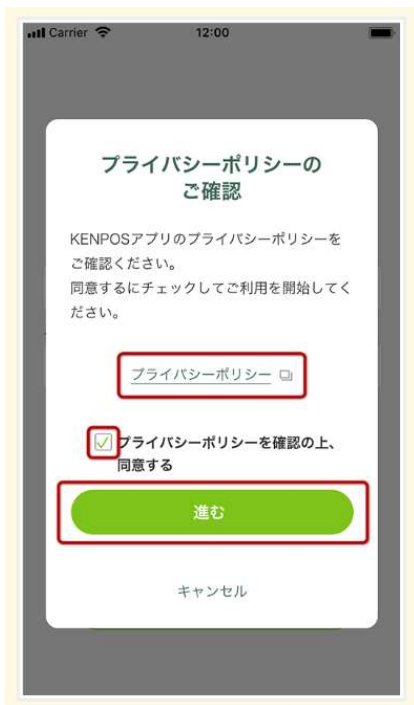 Carrier 12:00
プライバシーポリシーの
ご確認
KENPOSアプリのプライバシーポリシーを
ご確認ください。
同意するにチェックしてご利用を開始してく
ださい。
プライバシーポリシー
プライバシーポリシーを確認の上、
同意する
進む
キャンセル